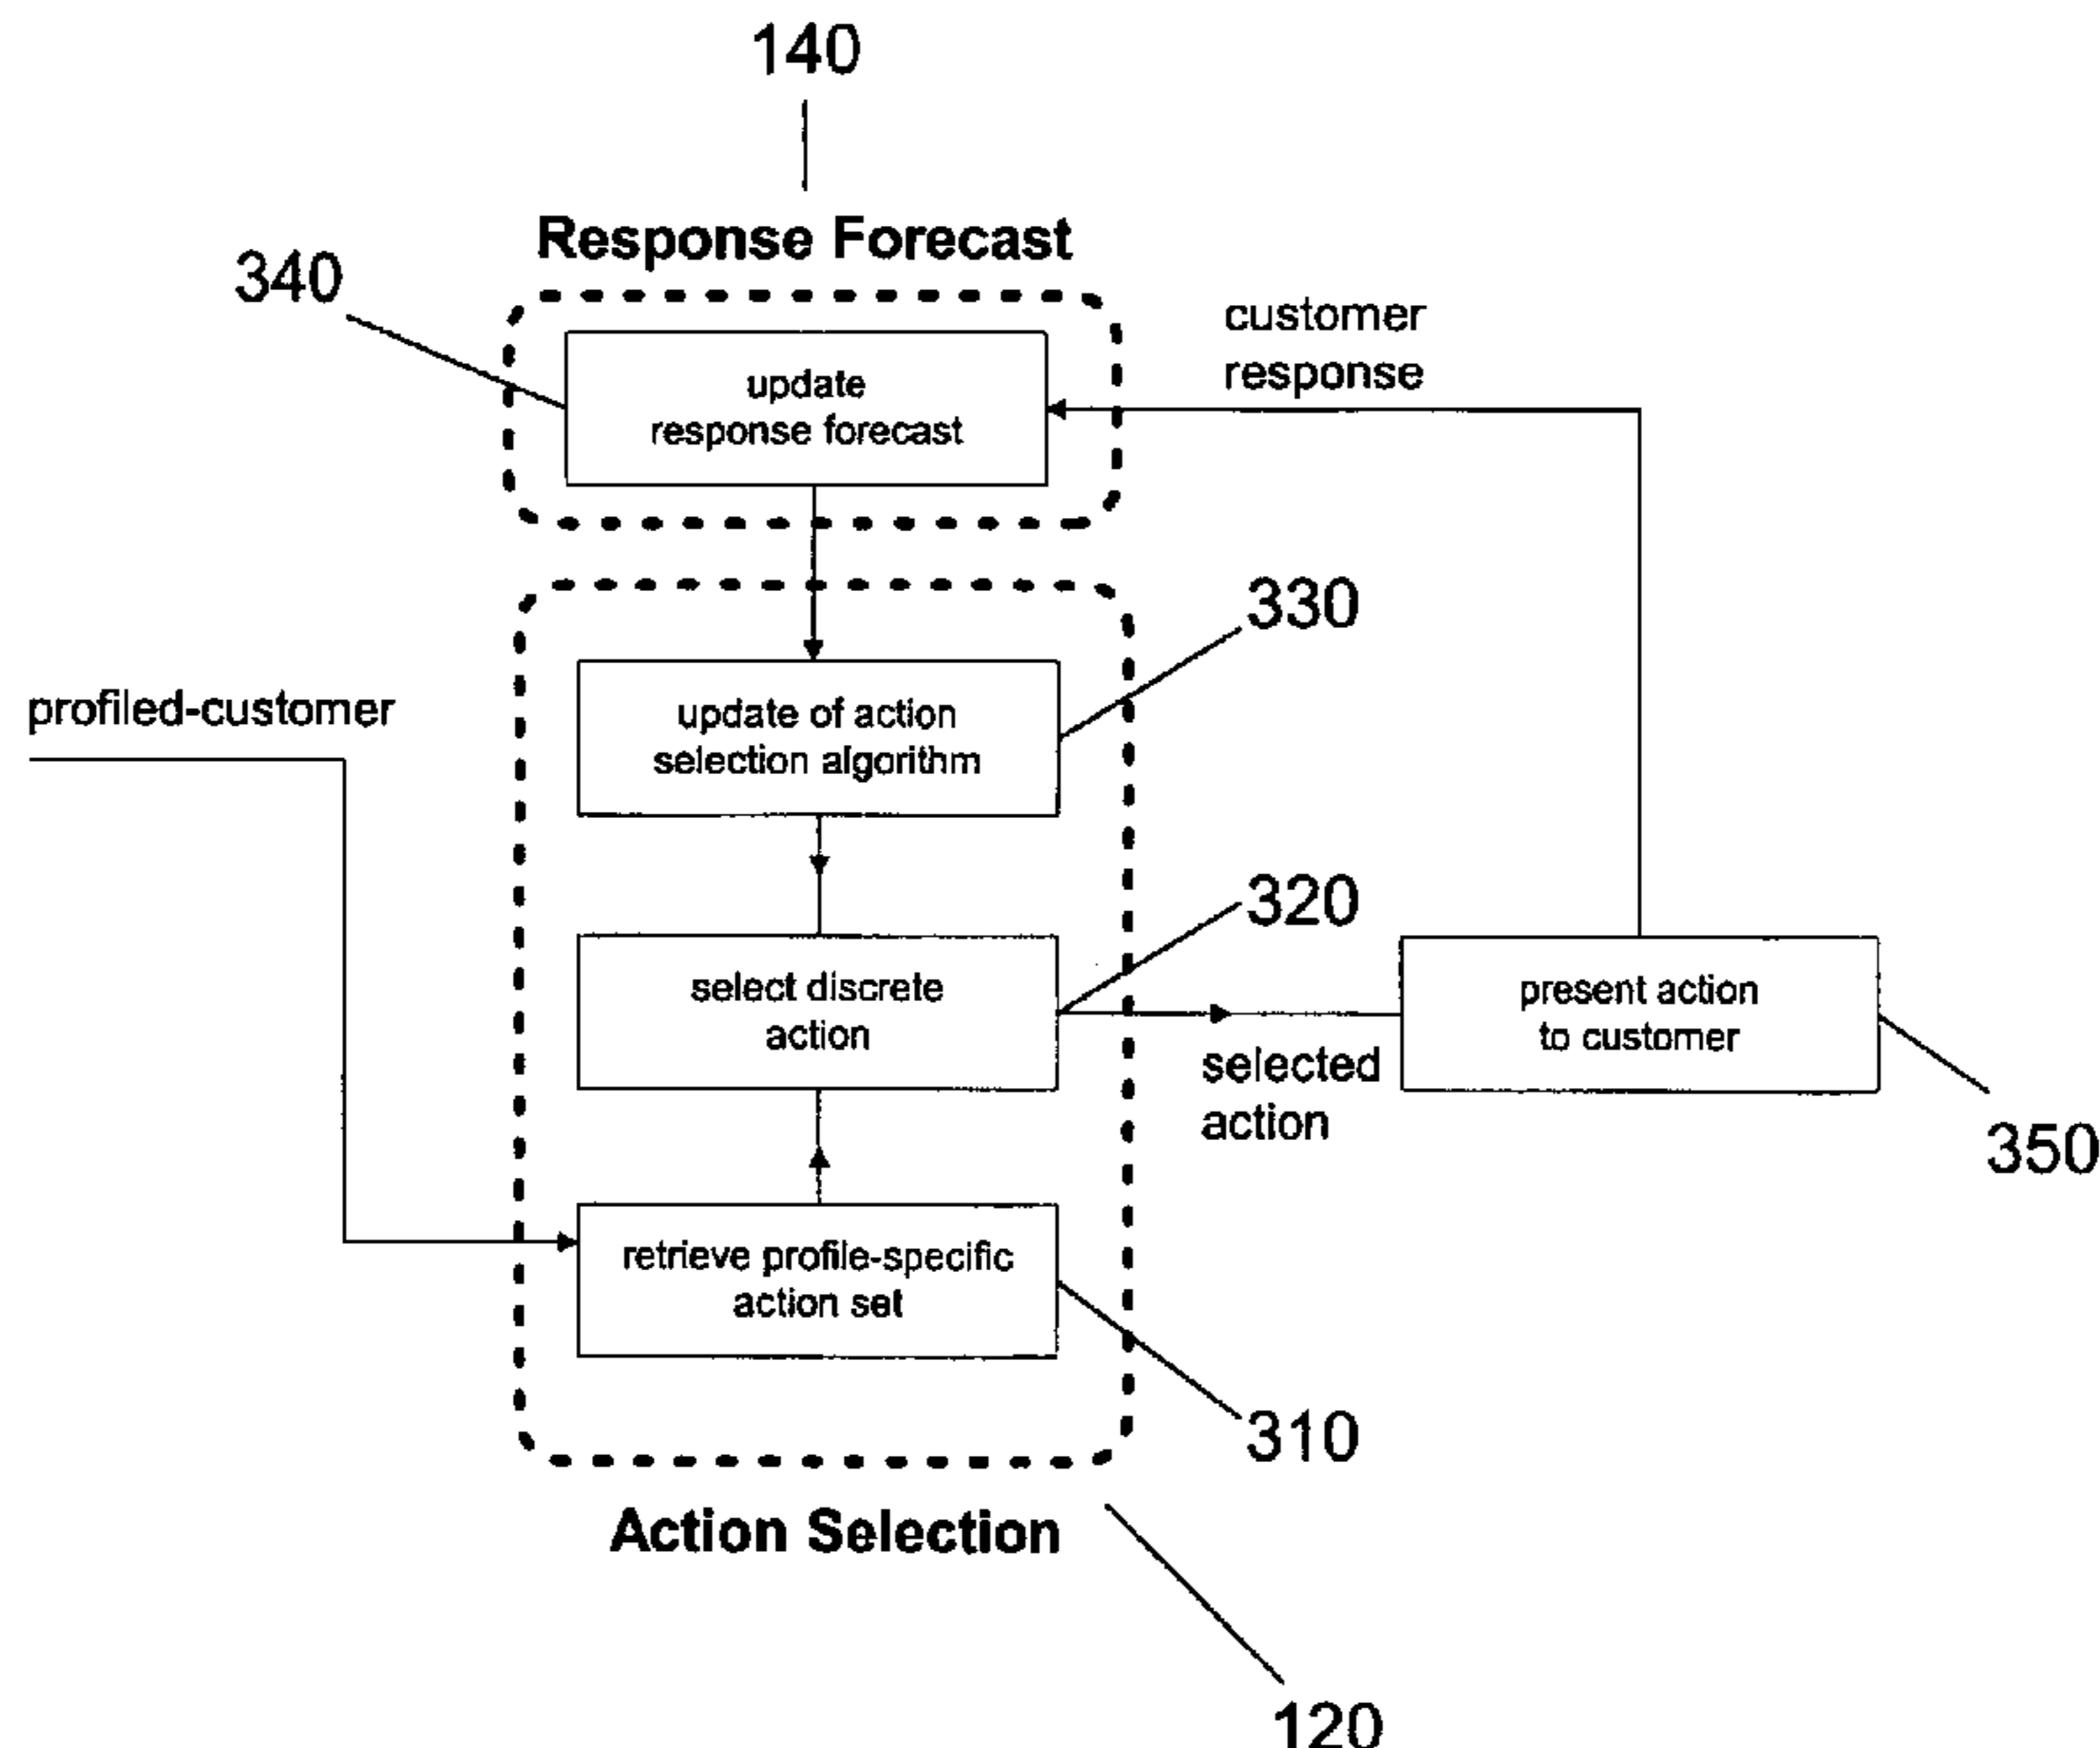 140
Response Forecast
340
customer
response
update
response forecast
330
profiled-customer
update of action
selection algorithm
320
select discrete
action
present action
to customer
selected
action
350
retrieve profile-specific
action set
310
Action Selection
120